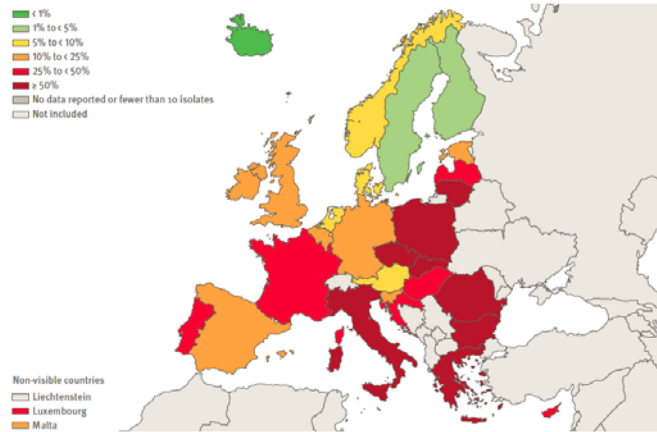 < 1%
1% to < 5%
5% to < 10%
10% to < 25%
25% to < 50%
≥ 50%
No data reported or fewer than 10 isolates
Not included
Non-visible countries
Liechtenstein
Luxembourg
Malta